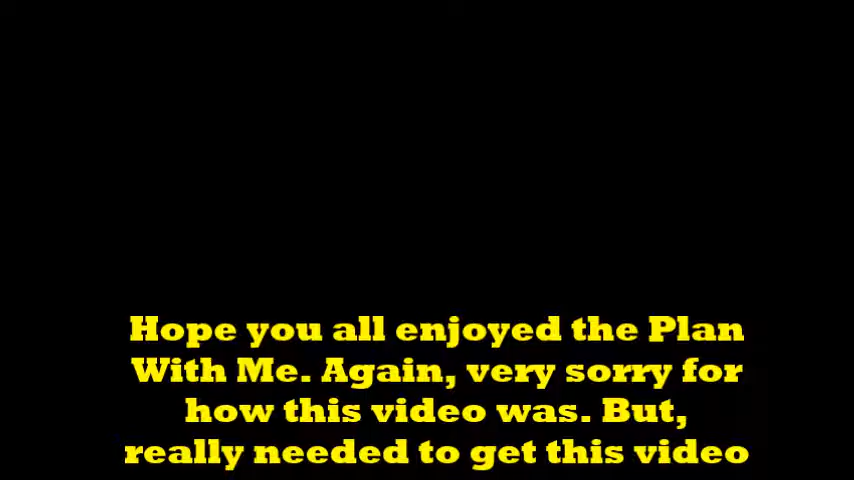 Hope you all enjoyed the Plan
With Me. Again, very sorry for
how this video was. But,
really needed to get this video